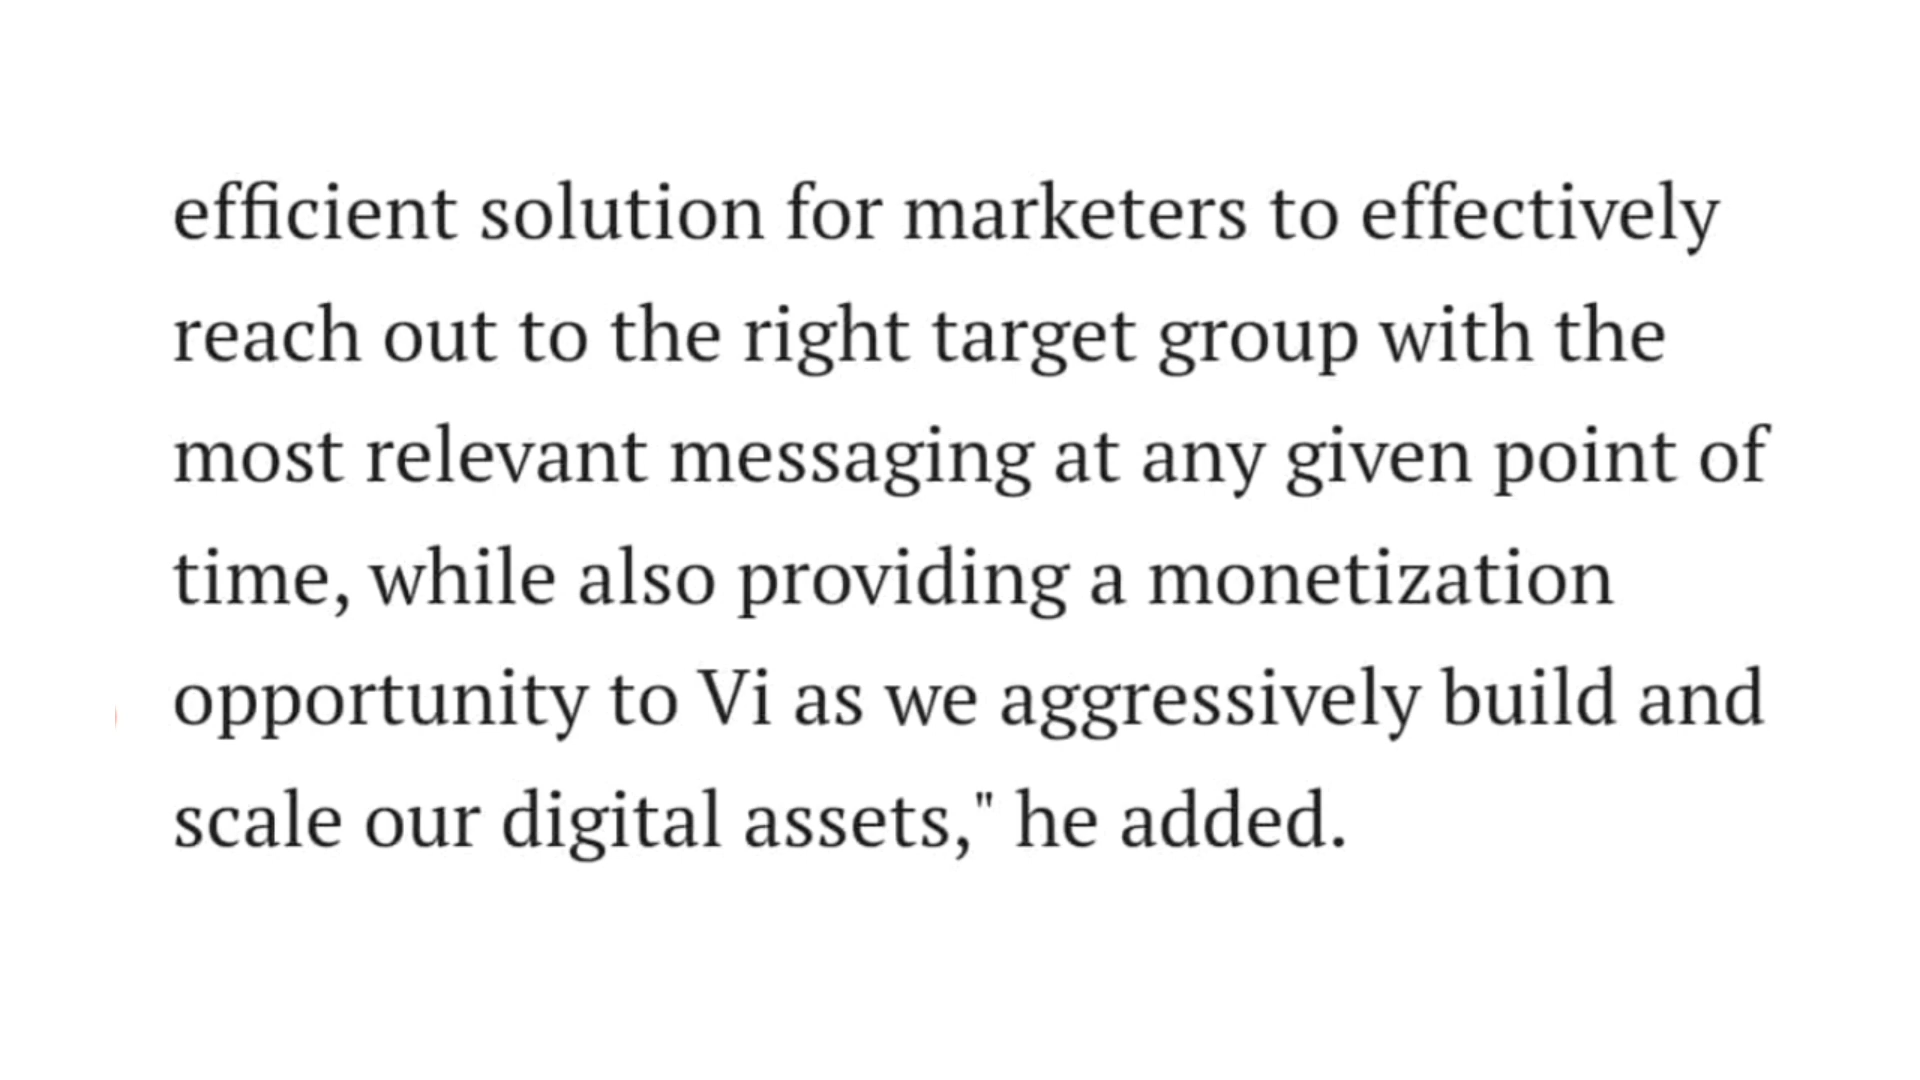 efficient solution for marketers to effectively
reach out to the right target group with the
most relevant messaging at any given point of
time, while also providing a monetization
opportunity to Vi as we aggressively build and
scale our digital assets," he added.